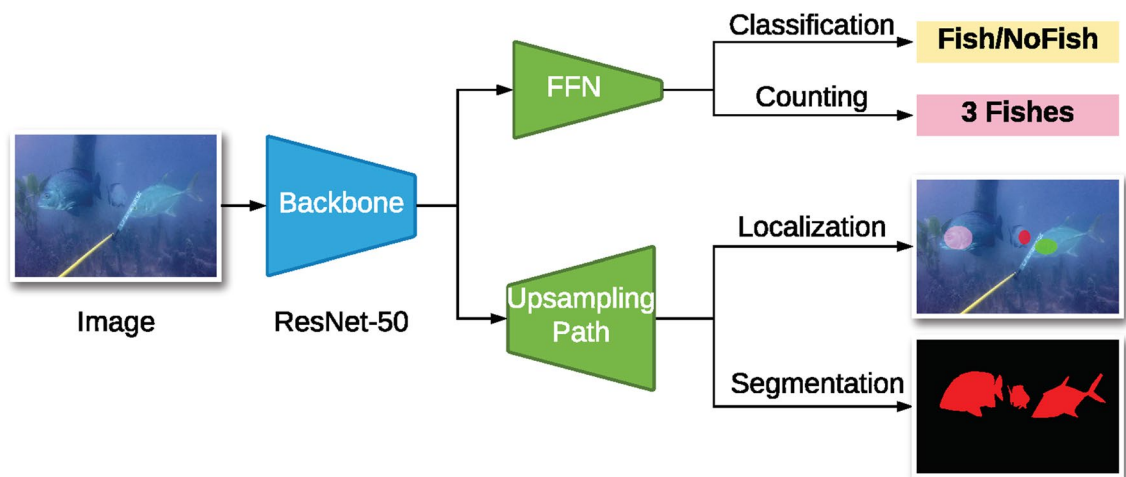 Image
Backbone
ResNet-50
FFN
Classification
Fish/NoFish
Counting
3 Fishes
Upsampling
Path
Localization
Segmentation